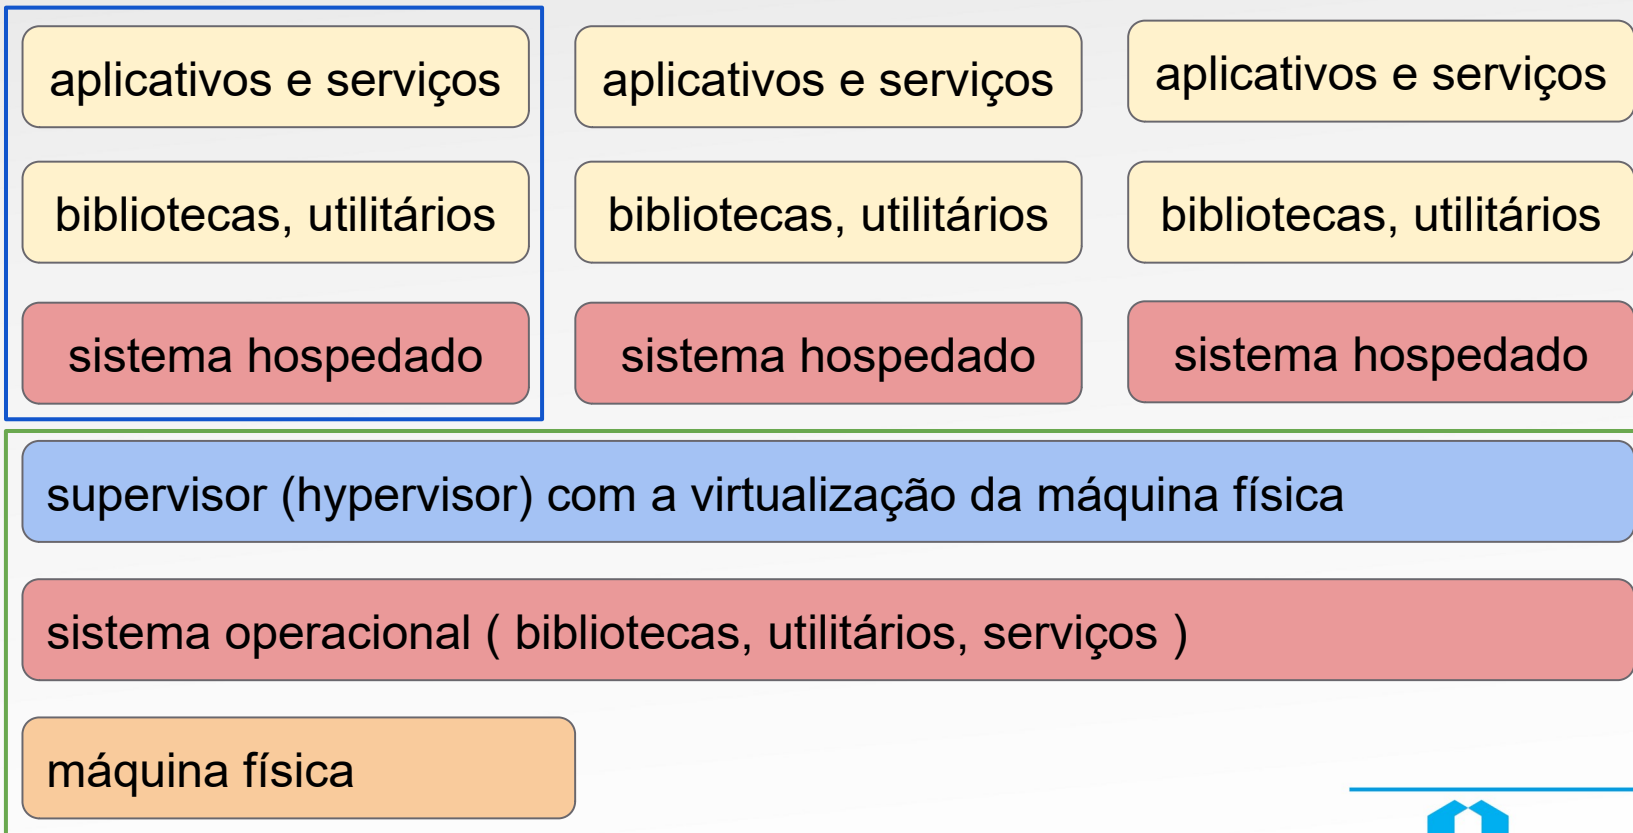 aplicativos e serviços
aplicativos e serviços
aplicativos e serviços
bibliotecas, utilitários
bibliotecas, utilitários
bibliotecas, utilitários
sistema hospedado
sistema hospedado
sistema hospedado
supervisor (hypervisor) com a virtualização da máquina física
sistema operacional ( bibliotecas, utilitários, serviços )
máquina física